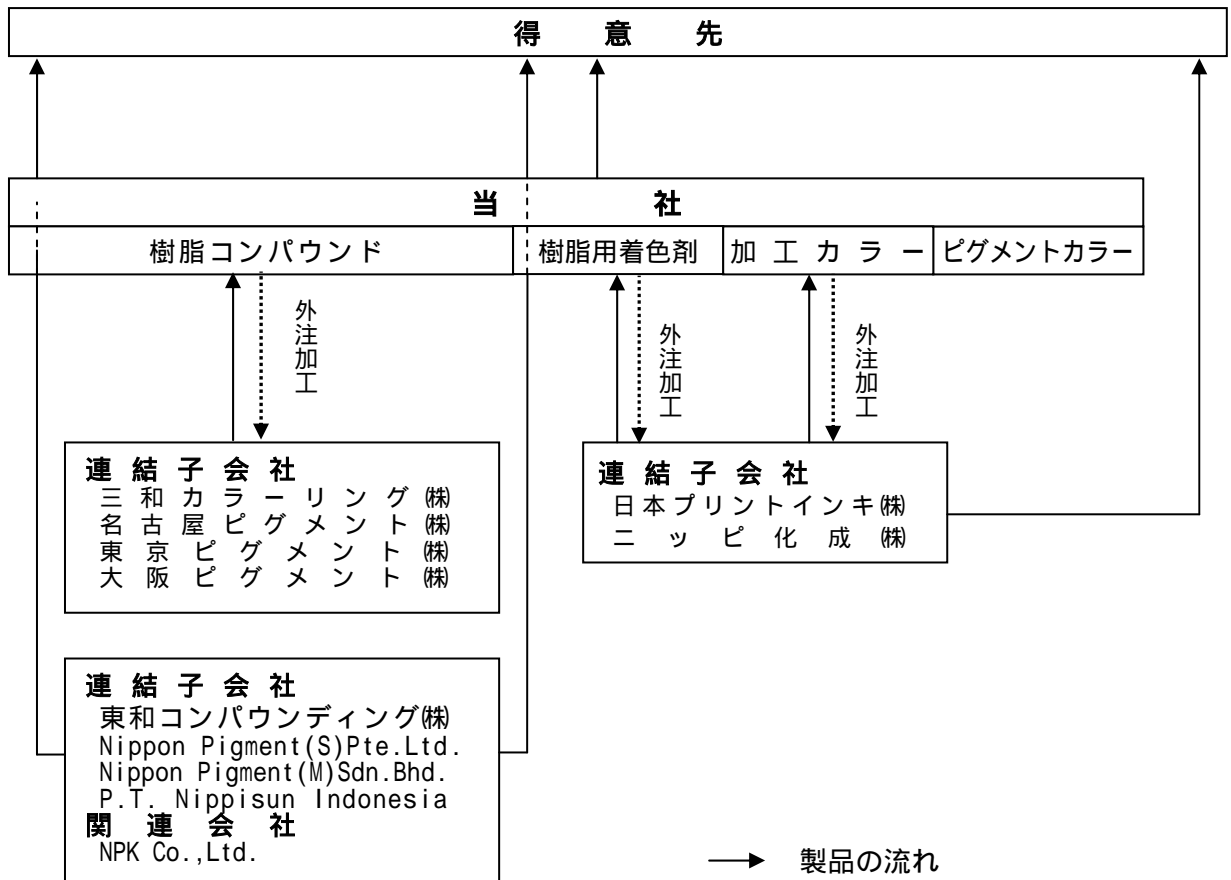 得意先
当社
樹脂コンパウンド 樹脂用着色剤 加工カラー ピグメントカラー
外注加工
外注加工
外注加工
連結子会社
三和カラーリング㈱
名古屋ピグメント㈱
東京ピグメント㈱
大阪ピグメント㈱
連結子会社
日本プリントインキ㈱
ニッピ化成㈱
連結子会社
東和コンパウンディング㈱
Nippon Pigment(S)Pte.Ltd.
Nippon Pigment(M)Sdn.Bhd.
P.T. Nippisun Indonesia
関連会社
NPK Co.,Ltd.
製品の流れ